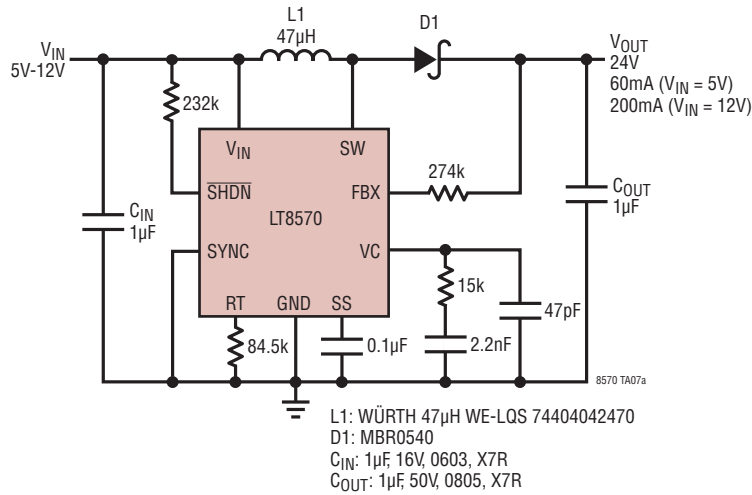 L1
47µH
D1
V_IN
5V-12V
V_OUT
24V
60mA (V_IN = 5V)
200mA (V_IN = 12V)
232k
V_IN
SW
274k
SHDN
FBX
C_IN
1µF
LT8570
C_OUT
1µF
SYNC
VC
15k
RT
GND
SS
47pF
84.5k
0.1µF
2.2nF
8570 TA07a
L1: WÜRTH 47µH WE-LQS 74404042470
D1: MBR0540
C_IN: 1µF, 16V, 0603, X7R
C_OUT: 1µF, 50V, 0805, X7R